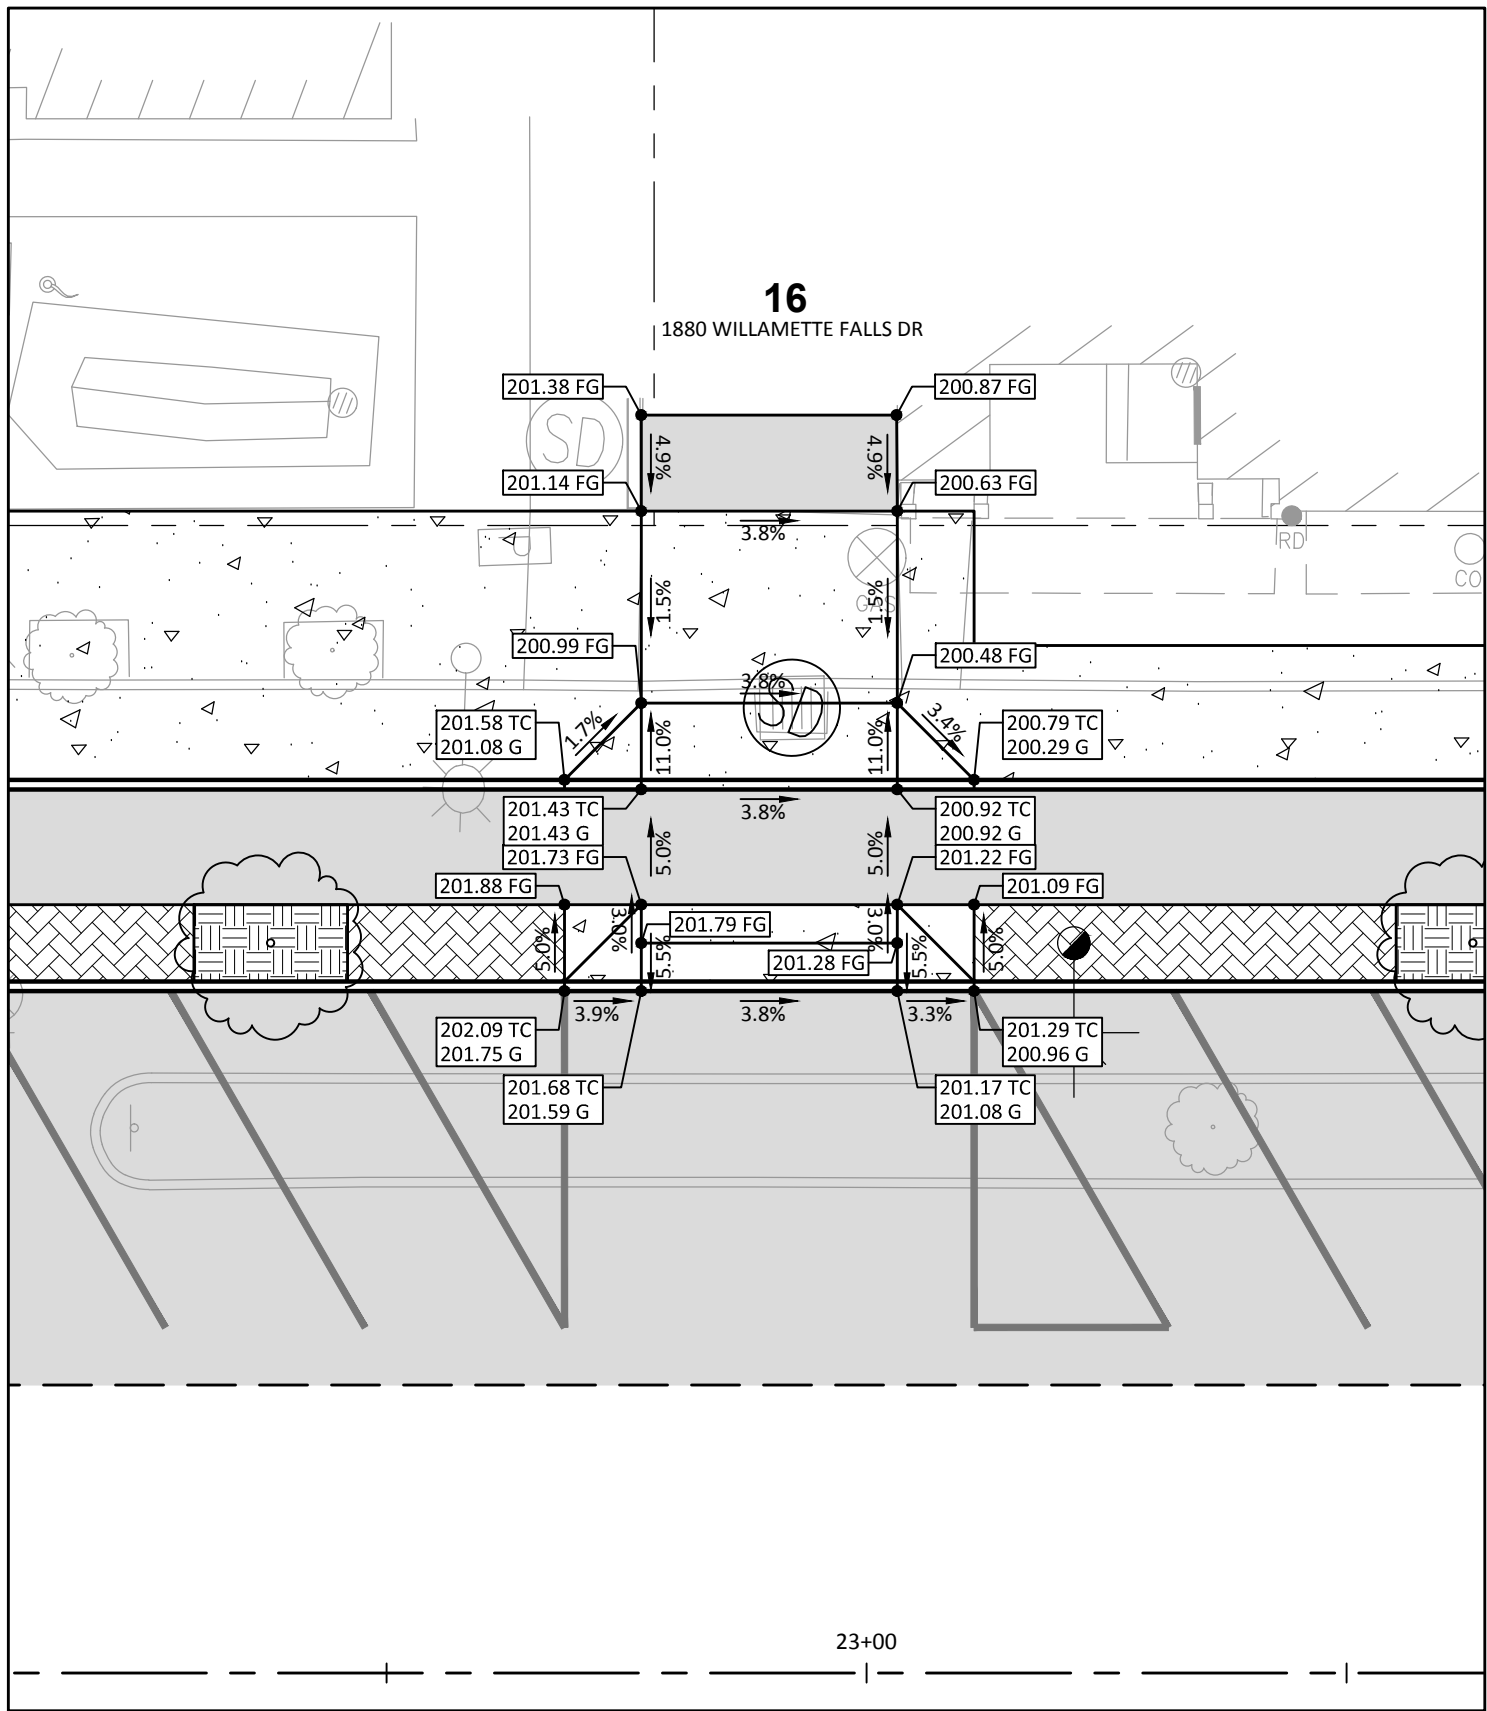 16
1880 WILLAMETTE FALLS DR
201.38 FG
200.87 FG
SD
4.9%
4.9%
201.14 FG
200.63 FG
3.8%
RD
CO
GAS
1.5%
1.5%
200.99 FG
200.48 FG
3.8%
SD
201.58 TC
201.08 G
1.7%
11.0%
11.0%
3.4%
200.79 TC
200.29 G
201.43 TC
201.43 G
3.8%
200.92 TC
200.92 G
201.73 FG
5.0%
5.0%
201.22 FG
201.88 FG
201.09 FG
5.0%
3.0%
201.79 FG
5.5%
201.28 FG
3.0%
5.5%
5.0%
3.9%
3.8%
3.3%
202.09 TC
201.75 G
201.29 TC
200.96 G
201.68 TC
201.59 G
201.17 TC
201.08 G
23+00